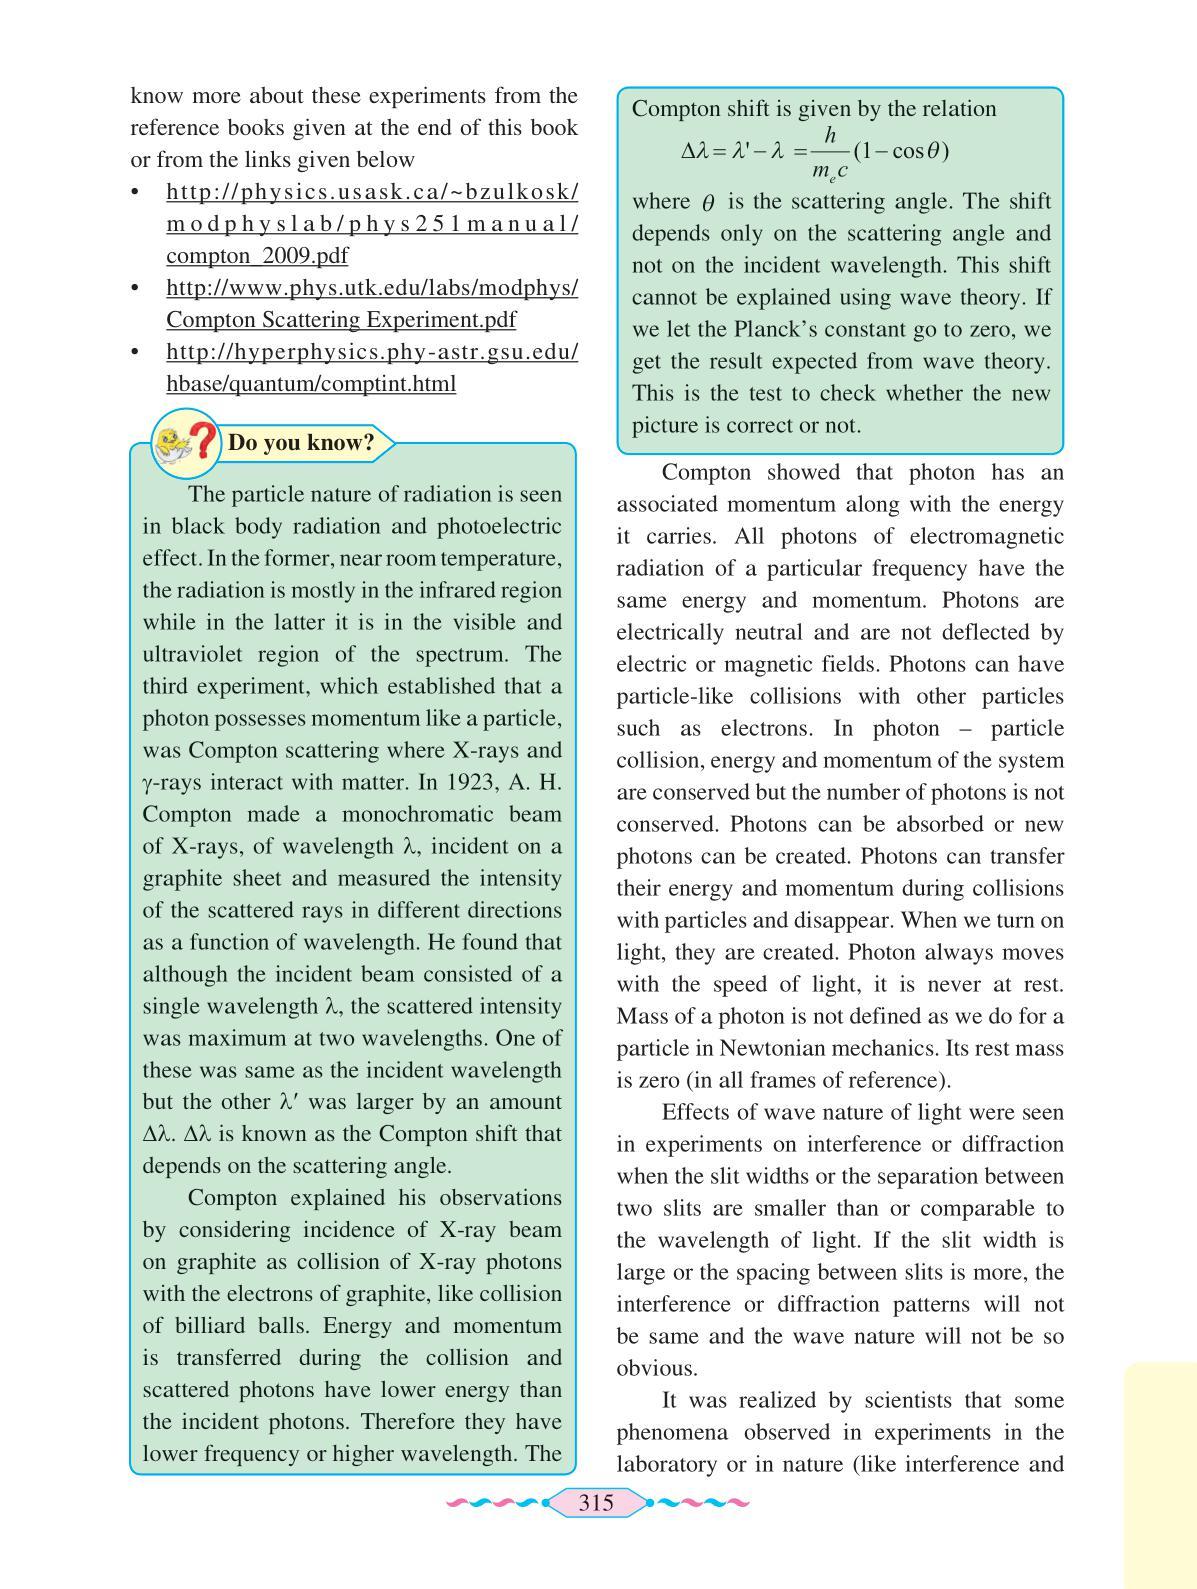 know more about these experiments from the
reference books given at the end of this book
or from the links given below
• http://physics.usask.ca/~bzulkosk/
modphyslab/phys251manual/
compton_2009.pdf
• http://www.phys.utk.edu/labs/modphys/
Compton Scattering Experiment.pdf
• http://hyperphysics.phy-astr.gsu.edu/
hbase/quantum/comptint.html
Do you know?
The particle nature of radiation is seen
in black body radiation and photoelectric
effect. In the former, near room temperature,
the radiation is mostly in the infrared region
while in the latter it is in the visible and
ultraviolet region of the spectrum. The
third experiment, which established that a
photon possesses momentum like a particle,
was Compton scattering where X-rays and
γ-rays interact with matter. In 1923, A. H.
Compton made a monochromatic beam
of X-rays, of wavelength λ, incident on a
graphite sheet and measured the intensity
of the scattered rays in different directions
as a function of wavelength. He found that
although the incident beam consisted of a
single wavelength λ, the scattered intensity
was maximum at two wavelengths. One of
these was same as the incident wavelength
but the other λ′ was larger by an amount
Δλ. Δλ is known as the Compton shift that
depends on the scattering angle.
Compton explained his observations
by considering incidence of X-ray beam
on graphite as collision of X-ray photons
with the electrons of graphite, like collision
of billiard balls. Energy and momentum
is transferred during the collision and
scattered photons have lower energy than
the incident photons. Therefore they have
lower frequency or higher wavelength. The
Compton shift is given by the relation
Δλ = λ' − λ = h/(mₑc) (1 − cosθ)
where θ is the scattering angle. The shift
depends only on the scattering angle and
not on the incident wavelength. This shift
cannot be explained using wave theory. If
we let the Planck’s constant go to zero, we
get the result expected from wave theory.
This is the test to check whether the new
picture is correct or not.
Compton showed that photon has an
associated momentum along with the energy
it carries. All photons of electromagnetic
radiation of a particular frequency have the
same energy and momentum. Photons are
electrically neutral and are not deflected by
electric or magnetic fields. Photons can have
particle-like collisions with other particles
such as electrons. In photon – particle
collision, energy and momentum of the system
are conserved but the number of photons is not
conserved. Photons can be absorbed or new
photons can be created. Photons can transfer
their energy and momentum during collisions
with particles and disappear. When we turn on
light, they are created. Photon always moves
with the speed of light, it is never at rest.
Mass of a photon is not defined as we do for a
particle in Newtonian mechanics. Its rest mass
is zero (in all frames of reference).
Effects of wave nature of light were seen
in experiments on interference or diffraction
when the slit widths or the separation between
two slits are smaller than or comparable to
the wavelength of light. If the slit width is
large or the spacing between slits is more, the
interference or diffraction patterns will not
be same and the wave nature will not be so
obvious.
It was realized by scientists that some
phenomena observed in experiments in the
laboratory or in nature (like interference and
315